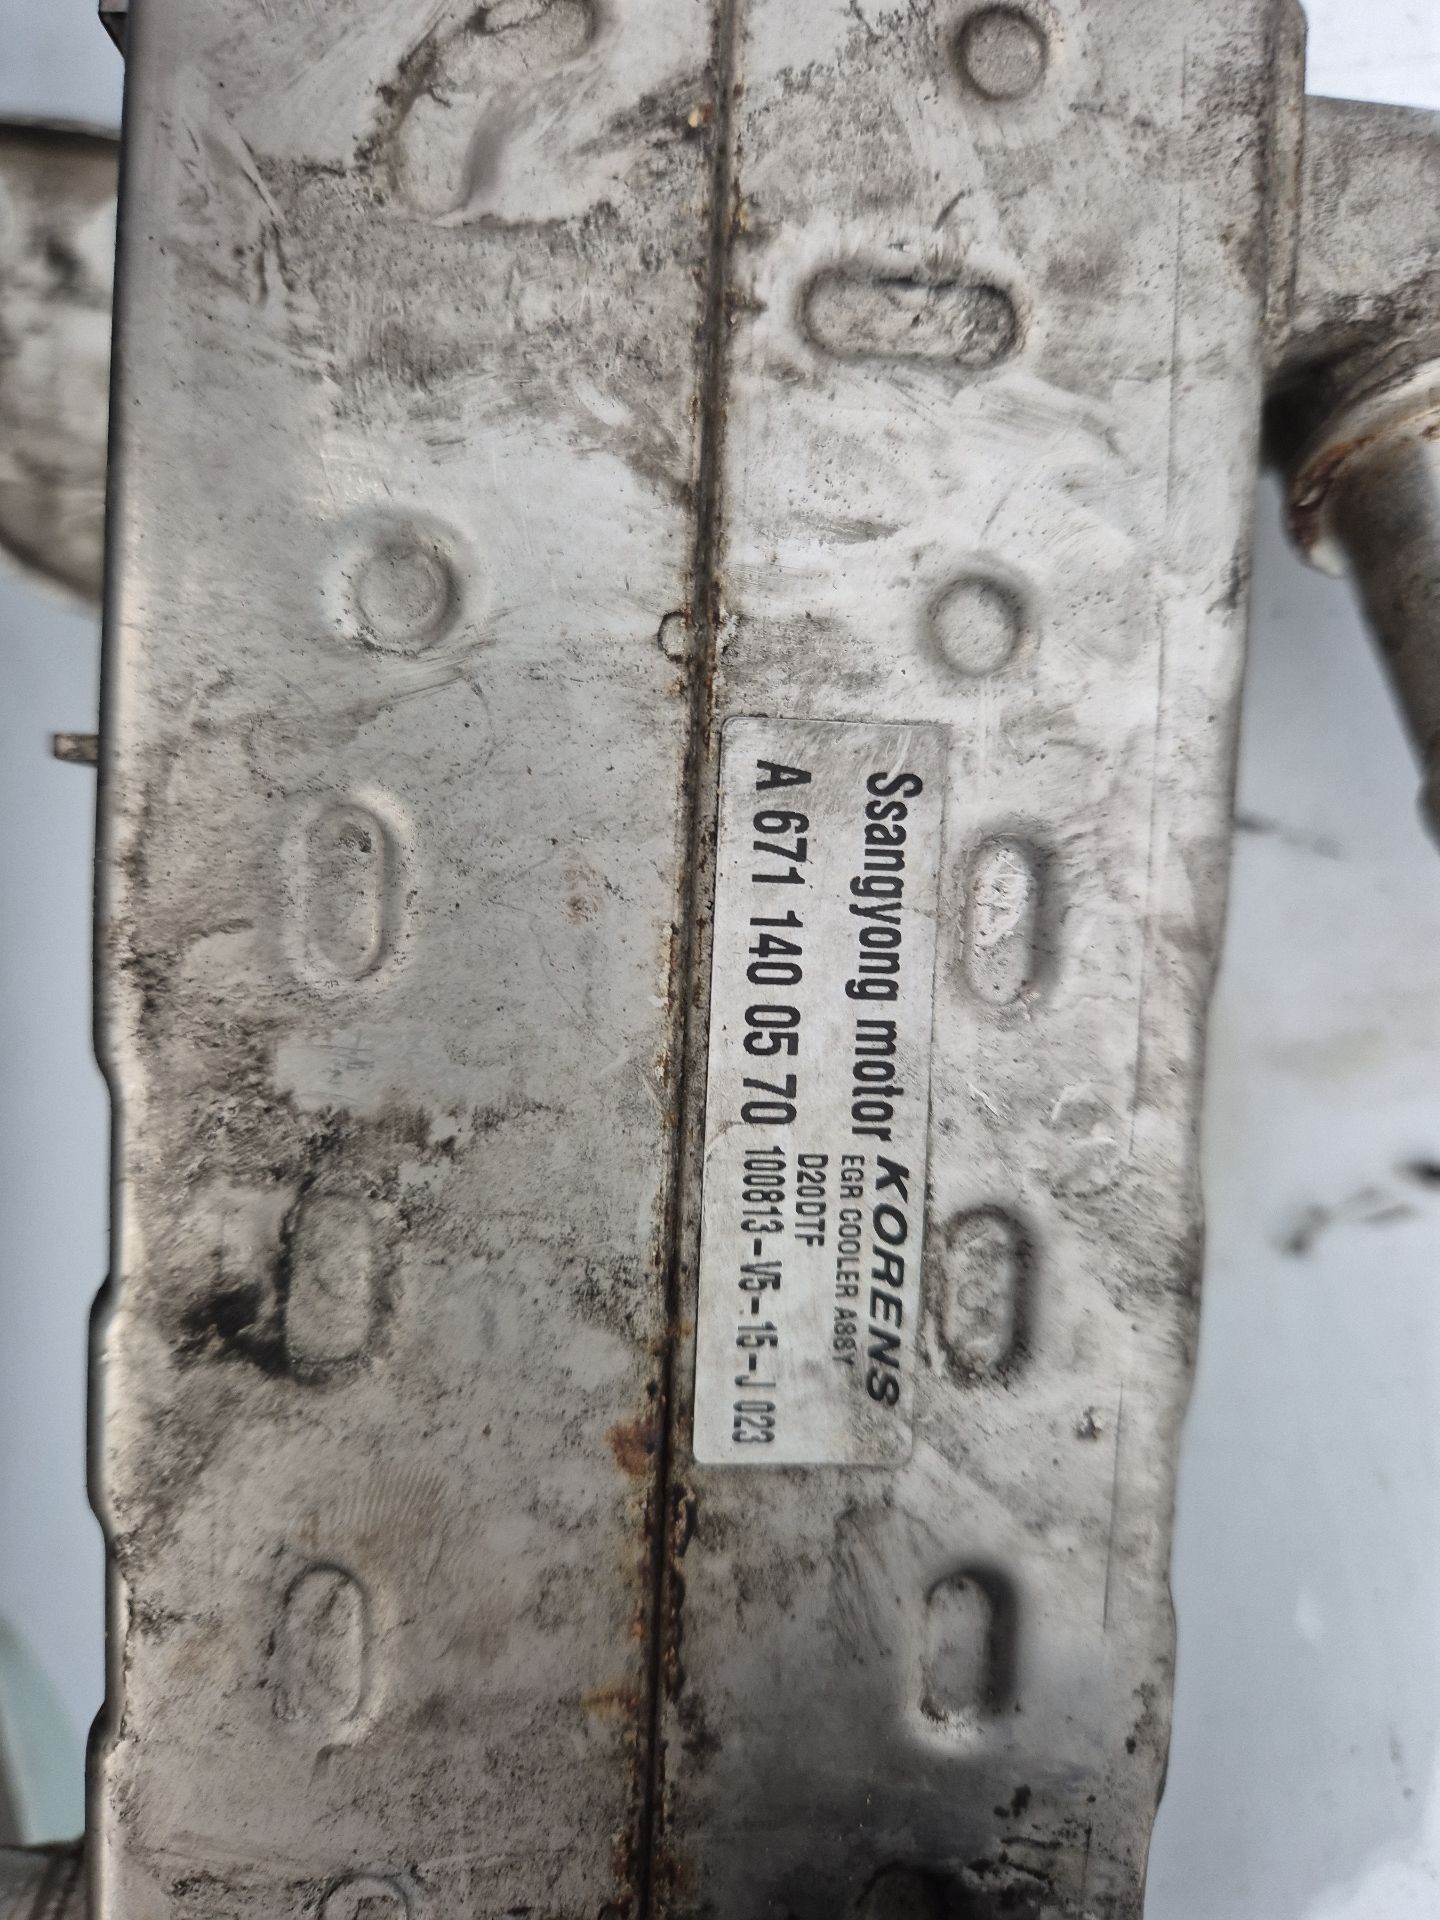 Ssangyong motor KORENS
EGR COOLER ASSY
D20DTF
A 671 140 05 70 100813-V5-15-J 023